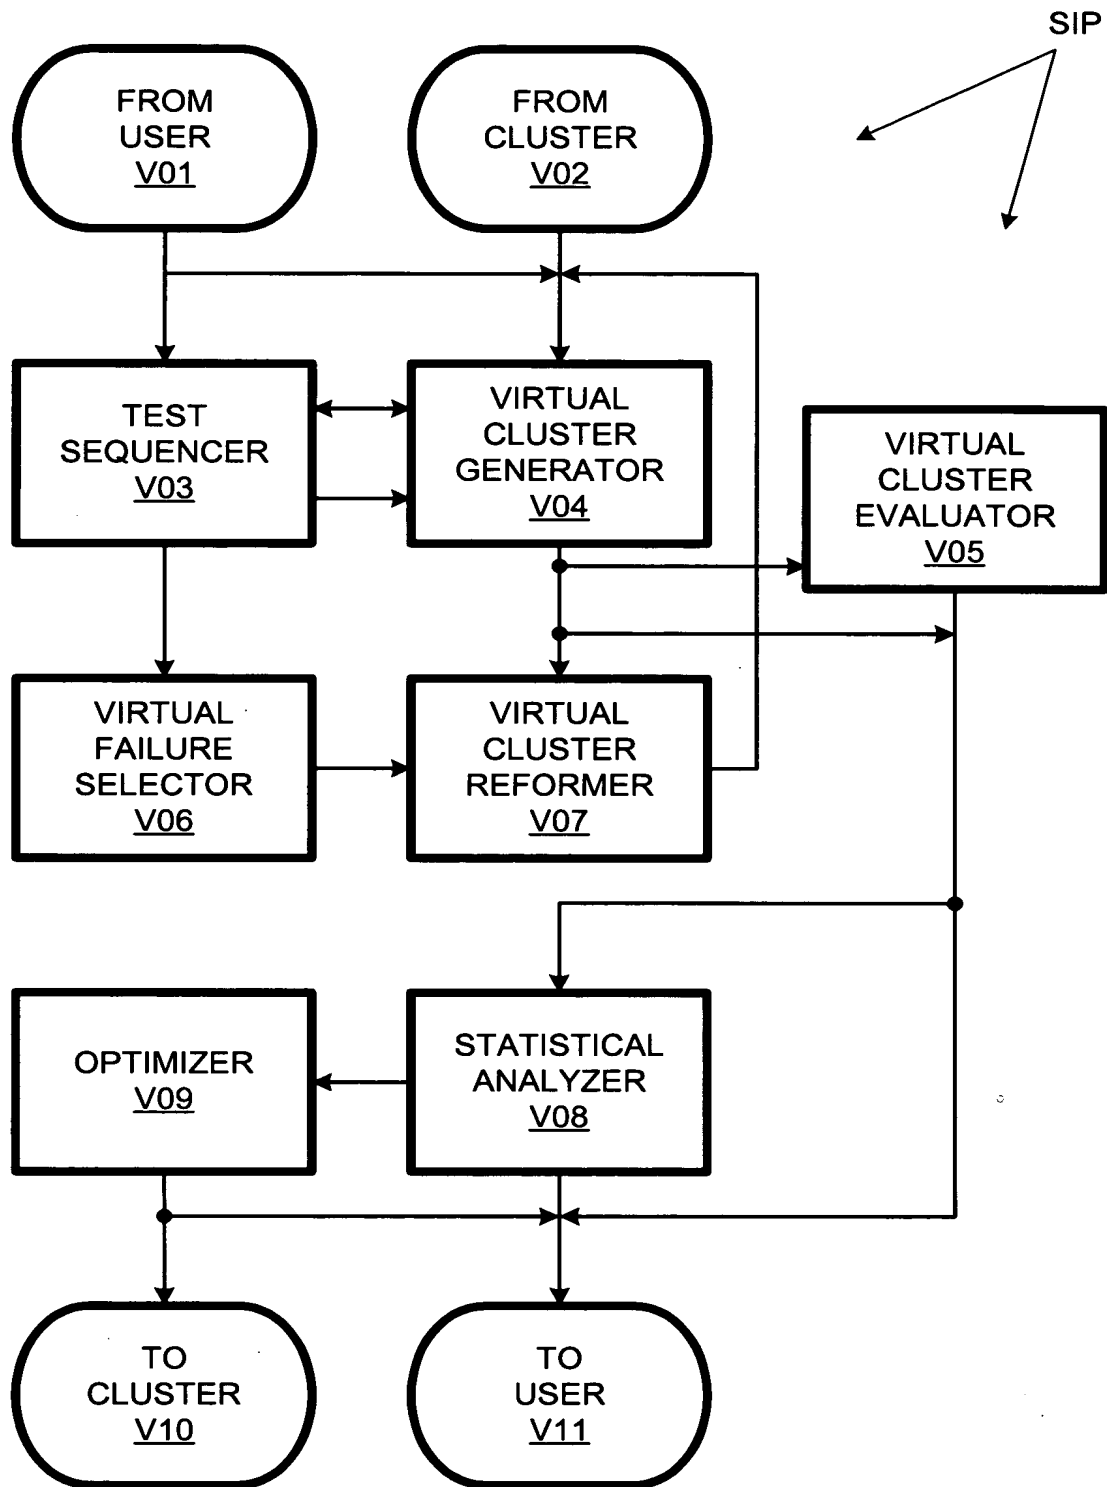 SIP
FROM
USER
V01
FROM
CLUSTER
V02
TEST
SEQUENCER
V03
VIRTUAL
CLUSTER
GENERATOR
V04
VIRTUAL
CLUSTER
EVALUATOR
V05
VIRTUAL
FAILURE
SELECTOR
V06
VIRTUAL
CLUSTER
REFORMER
V07
OPTIMIZER
V09
STATISTICAL
ANALYZER
V08
TO
CLUSTER
V10
TO
USER
V11